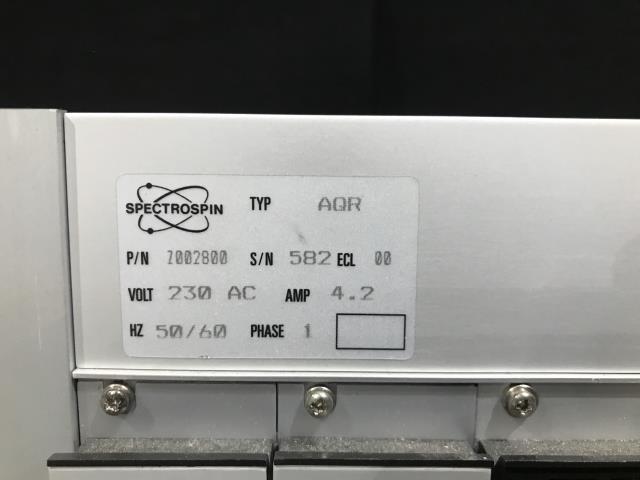 SPECTROSPIN TYP AQR
P/N Z002800 S/N 582 ECL 00
VOLT 230 AC AMP 4.2
HZ 50/60 PHASE 1